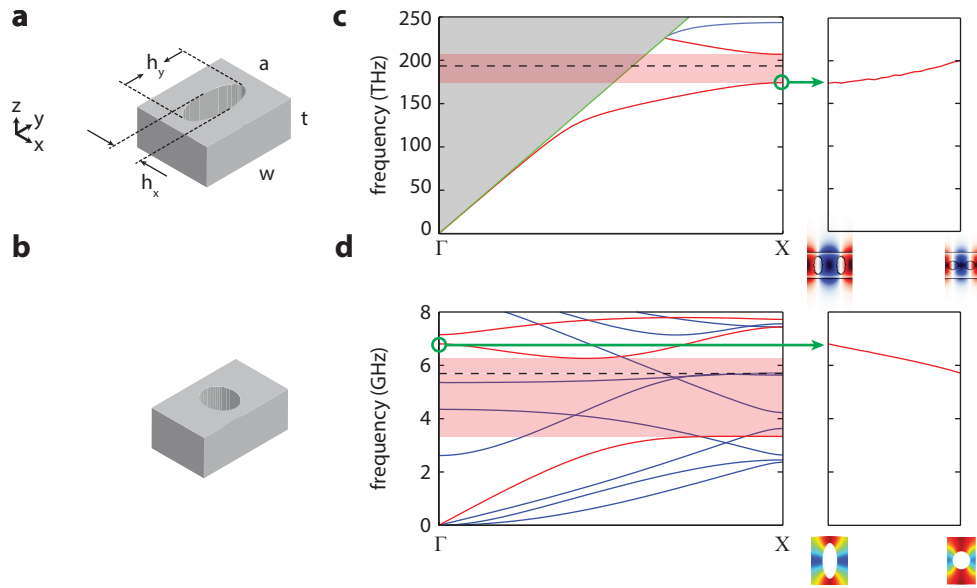 a
h_y
a
z
y
x
t
h_x
w
b
c
frequency (THz)
250
200
150
100
50
0
Γ
X
d
frequency (GHz)
8
6
4
2
0
Γ
X